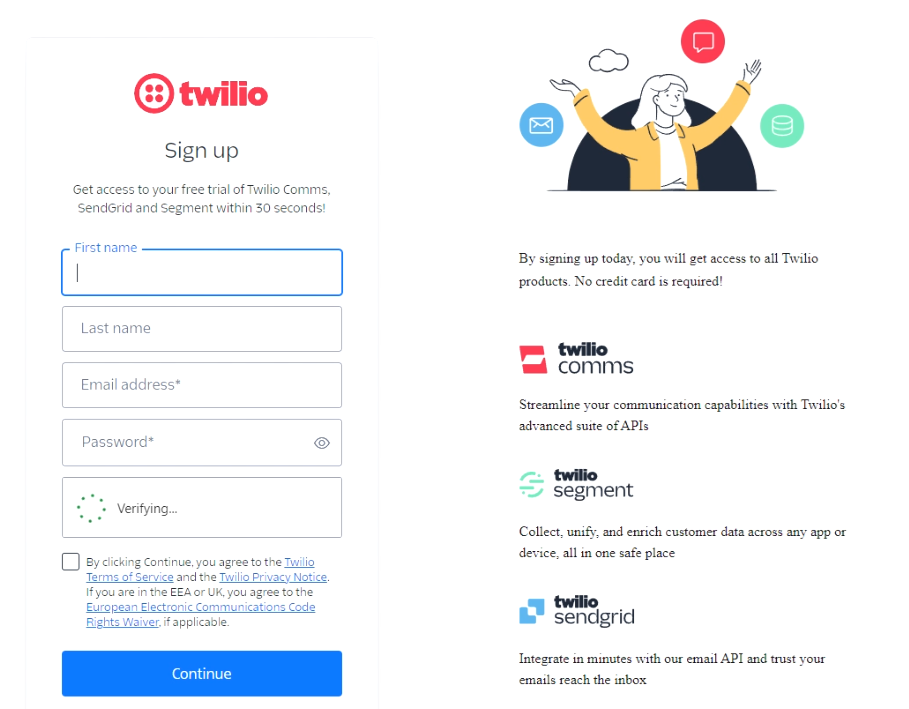 twilio
Sign up
Get access to your free trial of Twilio Comms,
SendGrid and Segment within 30 seconds!
First name
Last name
Email address*
Password*
Verifying...
By clicking Continue, you agree to the Twilio
Terms of Service and the Twilio Privacy Notice.
If you are in the EEA or UK, you agree to the
European Electronic Communications Code
Rights Waiver, if applicable.
Continue
By signing up today, you will get access to all Twilio
products. No credit card is required!
twilio
comms
Streamline your communication capabilities with Twilio's
advanced suite of APIs
twilio
segment
Collect, unify, and enrich customer data across any app or
device, all in one safe place
twilio
sendgrid
Integrate in minutes with our email API and trust your
emails reach the inbox